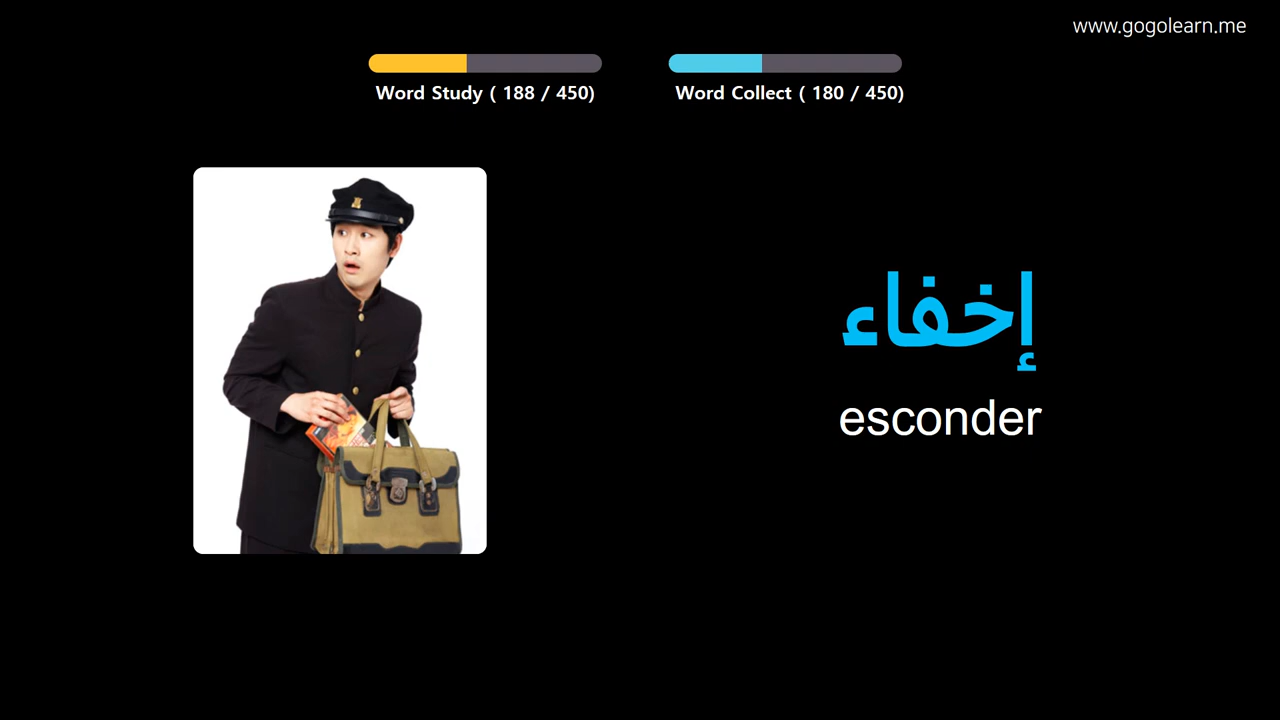 www.gogolearn.me
Word Study ( 188 / 450)
Word Collect ( 180 / 450)
إخفاء
esconder